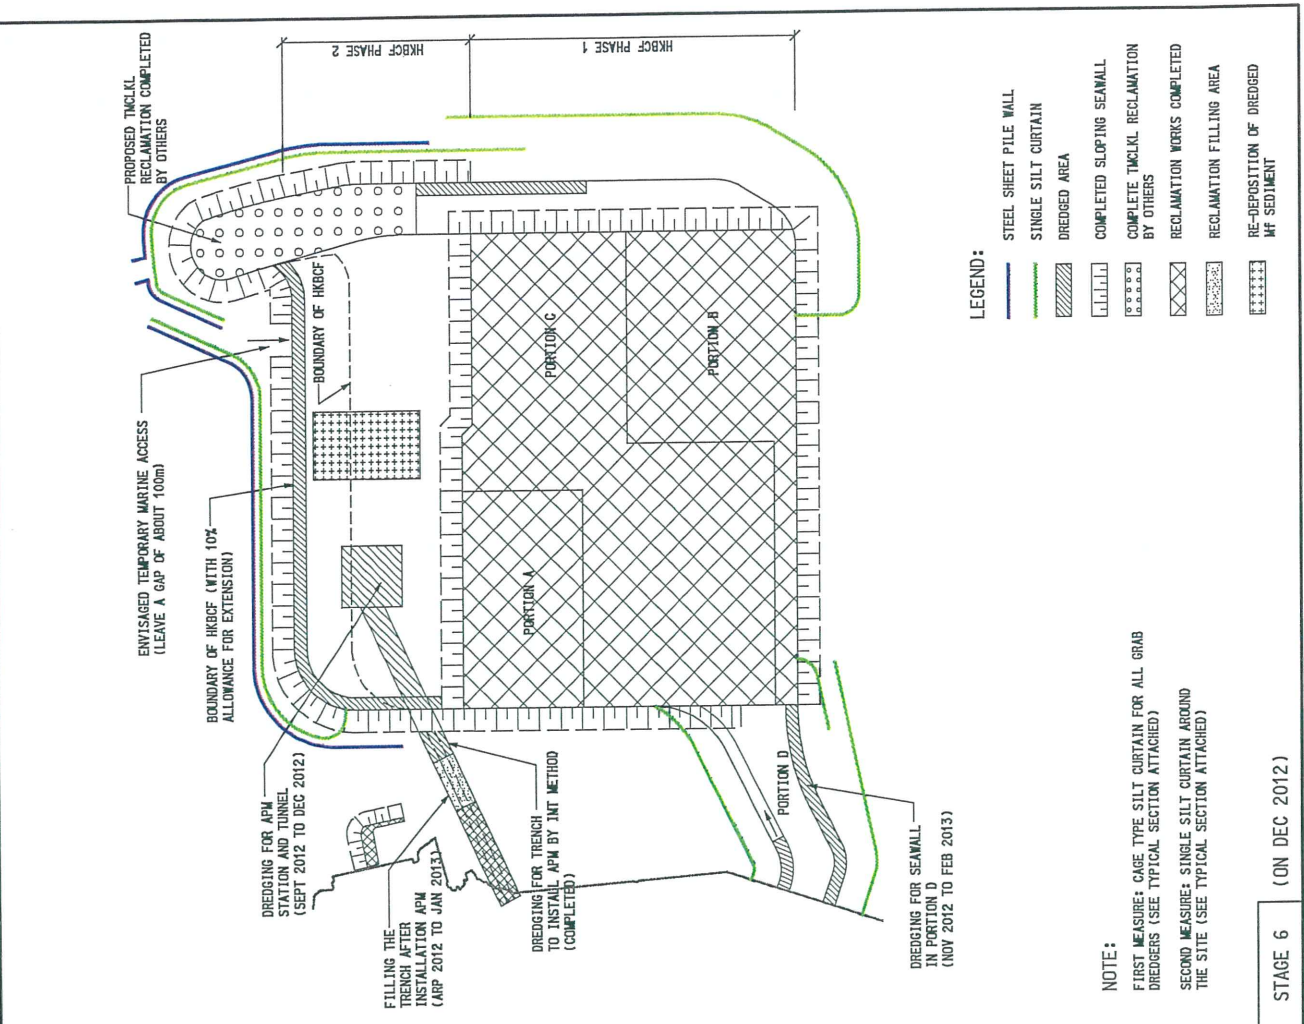 PROPOSED TMCLKL
RECLAMATION COMPLETED
BY OTHERS
HKBCF PHASE 2
HKBCF PHASE 1
ENVISAGED TEMPORARY MARINE ACCESS
(LEAVE A GAP OF ABOUT 100m)
BOUNDARY OF HKBCF (WITH 10%
ALLOWANCE FOR EXTENSION)
BOUNDARY OF HKBCF
DREDGING FOR APM
STATION AND TUNNEL
(SEPT 2012 TO DEC 2012)
FILLING THE
TRENCH AFTER
INSTALLATION APM
(ARP 2012 TO JAN 2013)
DREDGING FOR TRENCH
TO INSTALL APM BY IMT METHOD
(COMPLETED)
PORTION A
PORTION C
PORTION B
PORTION D
DREDGING FOR SEAWALL
IN PORTION D
(NOV 2012 TO FEB 2013)
LEGEND:
STEEL SHEET PILE WALL
SINGLE SILT CURTAIN
DREDGED AREA
COMPLETED SLOPING SEAWALL
COMPLETE TMCLKL RECLAMATION
BY OTHERS
RECLAMATION WORKS COMPLETED
RECLAMATION FILLING AREA
RE-DEPOSITION OF DREDGED
Mf SEDIMENT
NOTE:
FIRST MEASURE: CAGE TYPE SILT CURTAIN FOR ALL GRAB
DREDGERS (SEE TYPICAL SECTION ATTACHED)
SECOND MEASURE: SINGLE SILT CURTAIN AROUND
THE SITE (SEE TYPICAL SECTION ATTACHED)
STAGE 6 (ON DEC 2012)